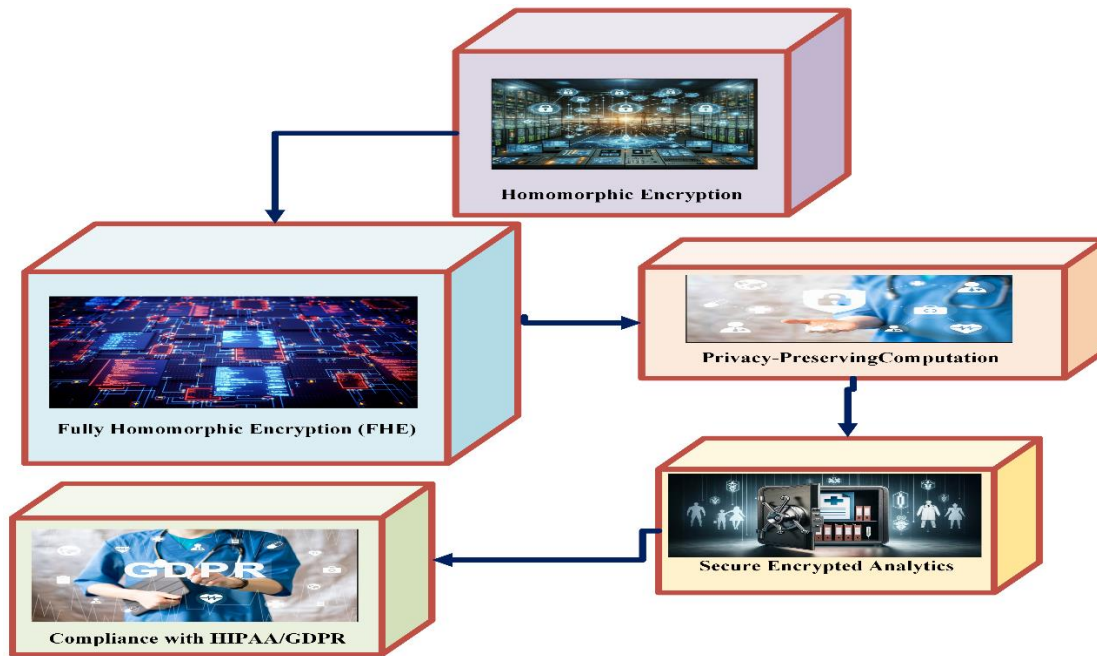 Homomorphic Encryption
Fully Homomorphic Encryption (FHE)
Privacy-PreservingComputation
Secure Encrypted Analytics
GDPR
Compliance with HIPAA/GDPR